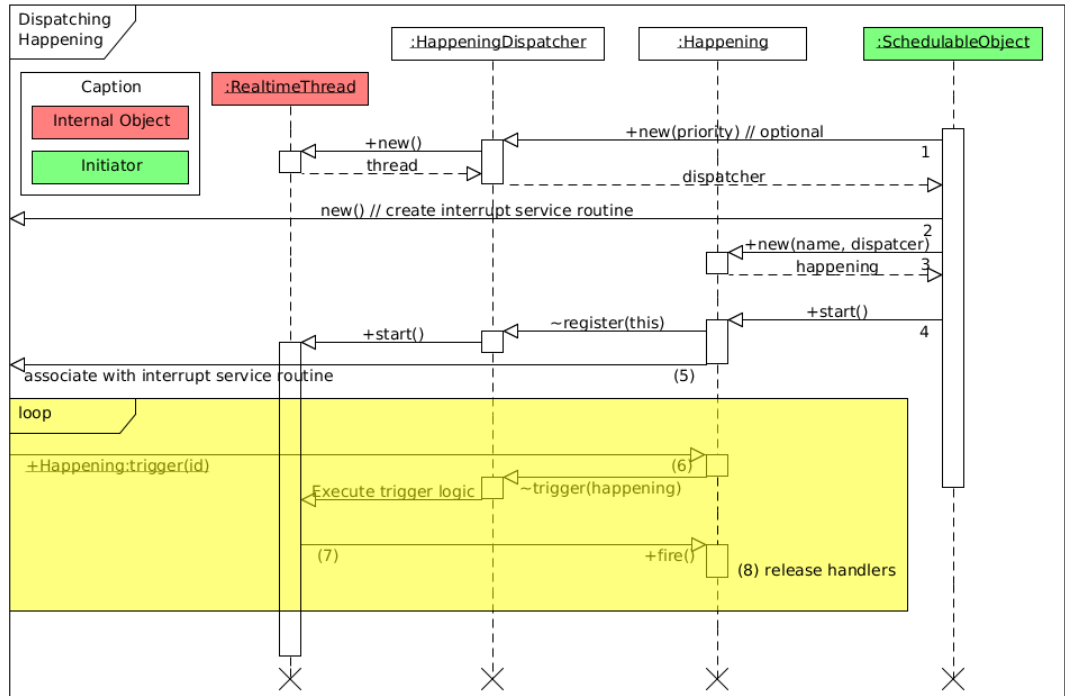 Dispatching
Happening
:HappeningDispatcher
:Happening
:SchedulableObject
Caption
:RealtimeThread
Internal Object
Initiator
+new(priority) // optional
1
+new()
thread
dispatcher
new() // create interrupt service routine
2
+new(name, dispatcer)
3
happening
+start()
4
~register(this)
+start()
associate with interrupt service routine
(5)
loop
+Happening:trigger(id)
(6)
~trigger(happening)
Execute trigger logic
(7)
+fire()
(8) release handlers